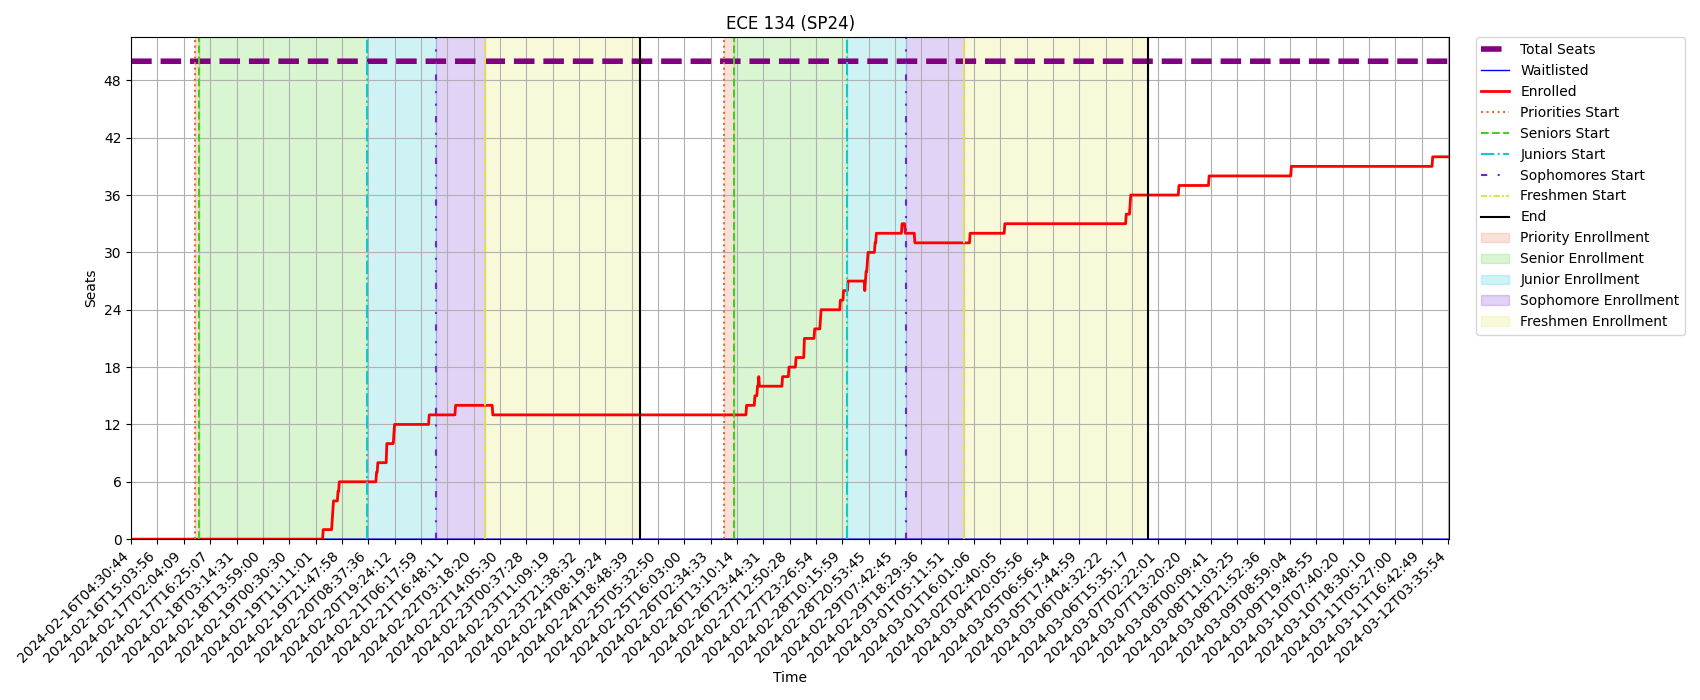 ECE 134 (SP24)
Total Seats
Waitlisted
Enrolled
Priorities Start
Seniors Start
Juniors Start
Sophomores Start
Freshmen Start
End
Priority Enrollment
Senior Enrollment
Junior Enrollment
Sophomore Enrollment
Freshmen Enrollment
Seats
48
42
36
30
24
18
12
6
0
2024-02-16T04:30:44
2024-02-16T15:03:56
2024-02-17T02:04:09
2024-02-17T16:25:07
2024-02-18T03:14:31
2024-02-18T13:59:00
2024-02-19T00:30:30
2024-02-19T11:11:01
2024-02-19T21:47:58
2024-02-20T08:37:36
2024-02-20T19:24:12
2024-02-21T06:17:59
2024-02-21T16:48:11
2024-02-22T03:18:20
2024-02-22T14:05:30
2024-02-23T00:37:28
2024-02-23T11:09:19
2024-02-23T21:38:32
2024-02-24T08:19:24
2024-02-24T18:48:39
2024-02-25T05:32:50
2024-02-25T16:03:00
2024-02-26T02:34:33
2024-02-26T13:10:14
2024-02-26T23:44:31
2024-02-27T12:50:28
2024-02-27T23:26:54
2024-02-28T10:15:59
2024-02-28T20:53:45
2024-02-29T07:42:45
2024-02-29T18:29:36
2024-03-01T05:11:51
2024-03-01T16:01:06
2024-03-02T02:40:05
2024-03-04T20:05:56
2024-03-05T06:56:54
2024-03-05T17:44:59
2024-03-06T04:32:22
2024-03-06T15:35:17
2024-03-07T02:22:01
2024-03-07T13:20:20
2024-03-08T00:09:41
2024-03-08T11:03:25
2024-03-08T21:52:36
2024-03-09T08:59:04
2024-03-09T19:48:55
2024-03-10T07:40:20
2024-03-10T18:30:10
2024-03-11T05:27:00
2024-03-11T16:42:49
2024-03-12T03:35:54
Time